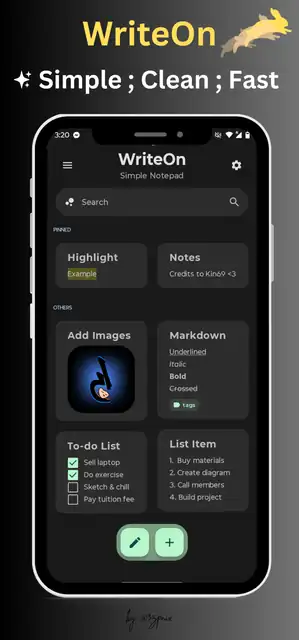 WriteOn
Simple ; Clean ; Fast
3:20
WriteOn
Simple Notepad
Search
PINNED
Highlight
Example
Notes
Credits to Kin69 <3
OTHERS
Add Images
Markdown
Underlined
Italic
Bold
Crossed
tags
To-do List
Sell laptop
Do exercise
Sketch & chill
Pay tuition fee
List Item
1. Buy materials
2. Create diagram
3. Call members
4. Build project
by